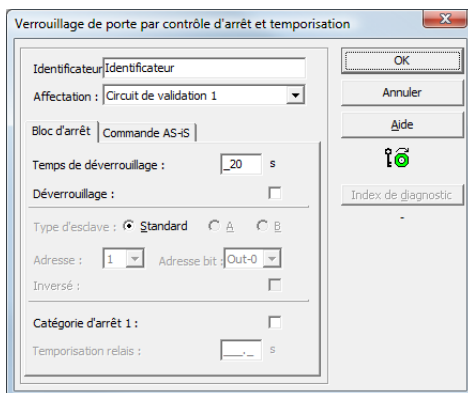 Verrouillage de porte par contrôle d'arrêt et temporisation
Identificateur Identificateur
Affectation : Circuit de validation 1
Bloc d'arrêt Commande AS-iS
Temps de déverrouillage : _20 s
Déverrouillage :
Type d'esclave : Standard A B
Adresse : 1 Adresse bit : Out-0
Inversé :
Catégorie d'arrêt 1 :
Temporisation relais : ___._ s
OK
Annuler
Aide
Index de diagnostic
-